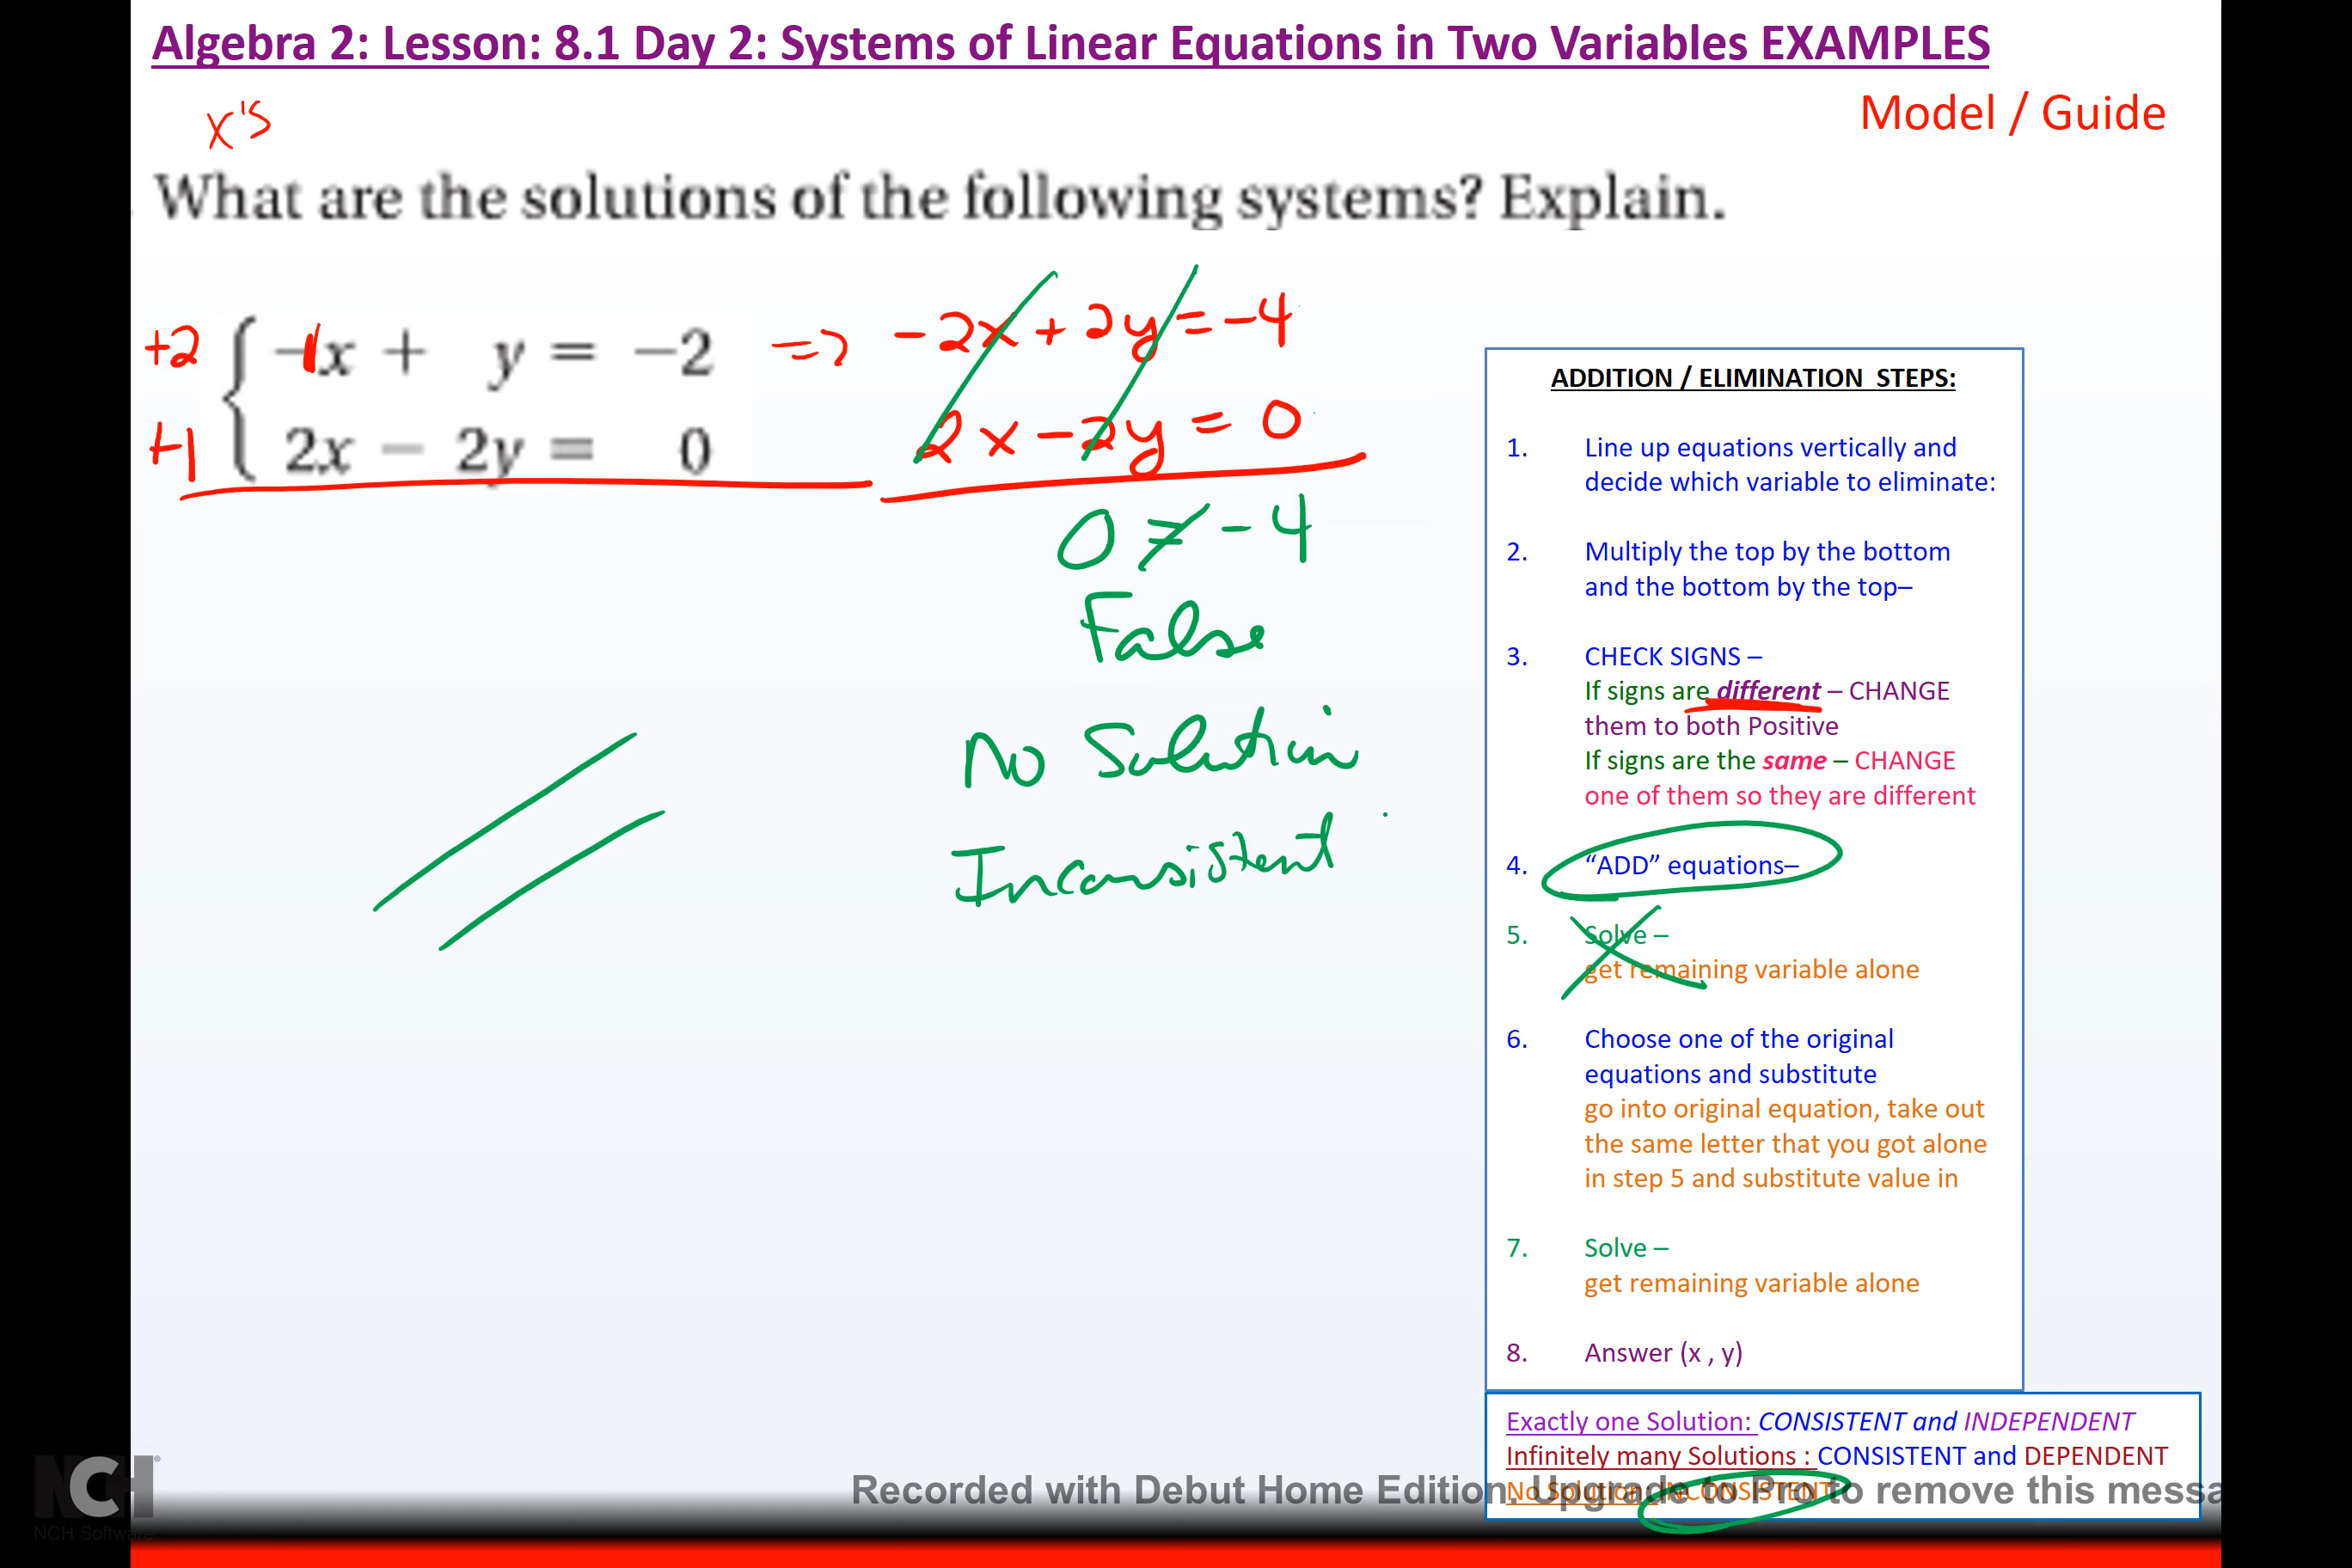 Algebra 2: Lesson: 8.1 Day 2: Systems of Linear Equations in Two Variables EXAMPLES
x's
Model / Guide
What are the solutions of the following systems? Explain.
+2 -1x + y = -2 => -2x + 2y = -4
+1 2x - 2y = 0 2x - 2y = 0
0 ≠ -4
False
No Solution
Inconsistent
ADDITION / ELIMINATION STEPS:
1. Line up equations vertically and
decide which variable to eliminate:
2. Multiply the top by the bottom
and the bottom by the top–
3. CHECK SIGNS –
If signs are different – CHANGE
them to both Positive
If signs are the same – CHANGE
one of them so they are different
4. “ADD” equations–
5. Solve –
get remaining variable alone
6. Choose one of the original
equations and substitute
go into original equation, take out
the same letter that you got alone
in step 5 and substitute value in
7. Solve –
get remaining variable alone
8. Answer (x , y)
Exactly one Solution: CONSISTENT and INDEPENDENT
Infinitely many Solutions : CONSISTENT and DEPENDENT
No Solution: INCONSISTENT
Recorded with Debut Home Edition. Upgrade to Pro to remove this messa
NCH
NCH Software